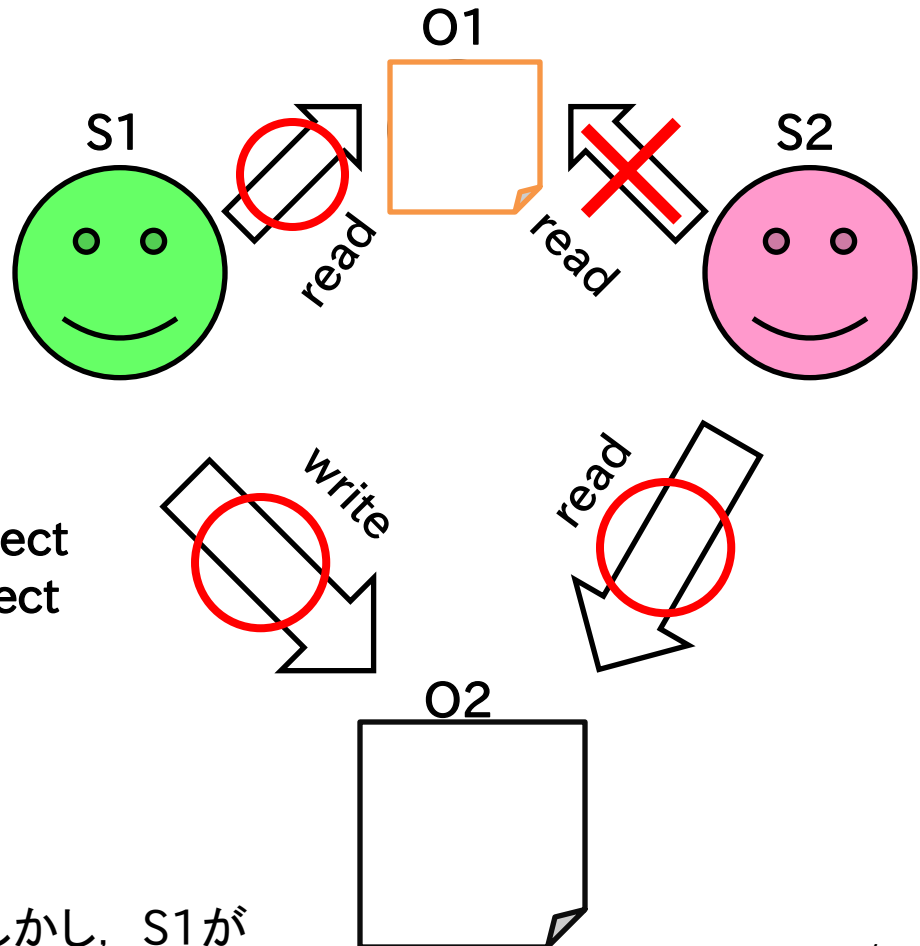 O1
S1
S2
read
read
write
read
ect
ect
O2
しかし, S1が